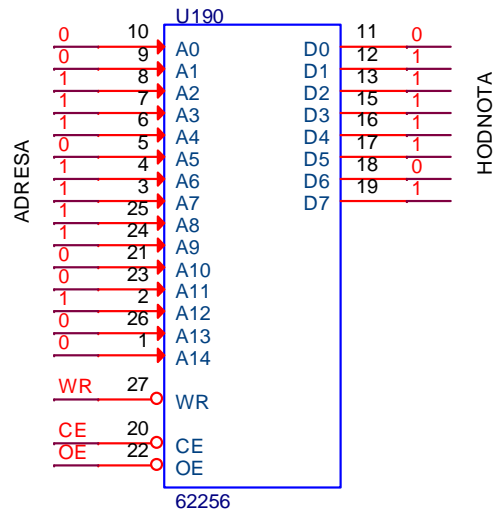 U190
0 10 A0 D0 11 0
0 9 A1 D1 12 1
1 8 A2 D2 13 1
1 7 A3 D3 15 1
1 6 A4 D4 16 1
0 5 A5 D5 17 1
1 4 A6 D6 18 0
1 3 A7 D7 19 1
1 25 A8
1 24 A9
0 21 A10
0 23 A11
1 2 A12
0 26 A13
0 1 A14
WR 27 WR
CE 20 CE
OE 22 OE
62256
ADRESA
HODNOTA